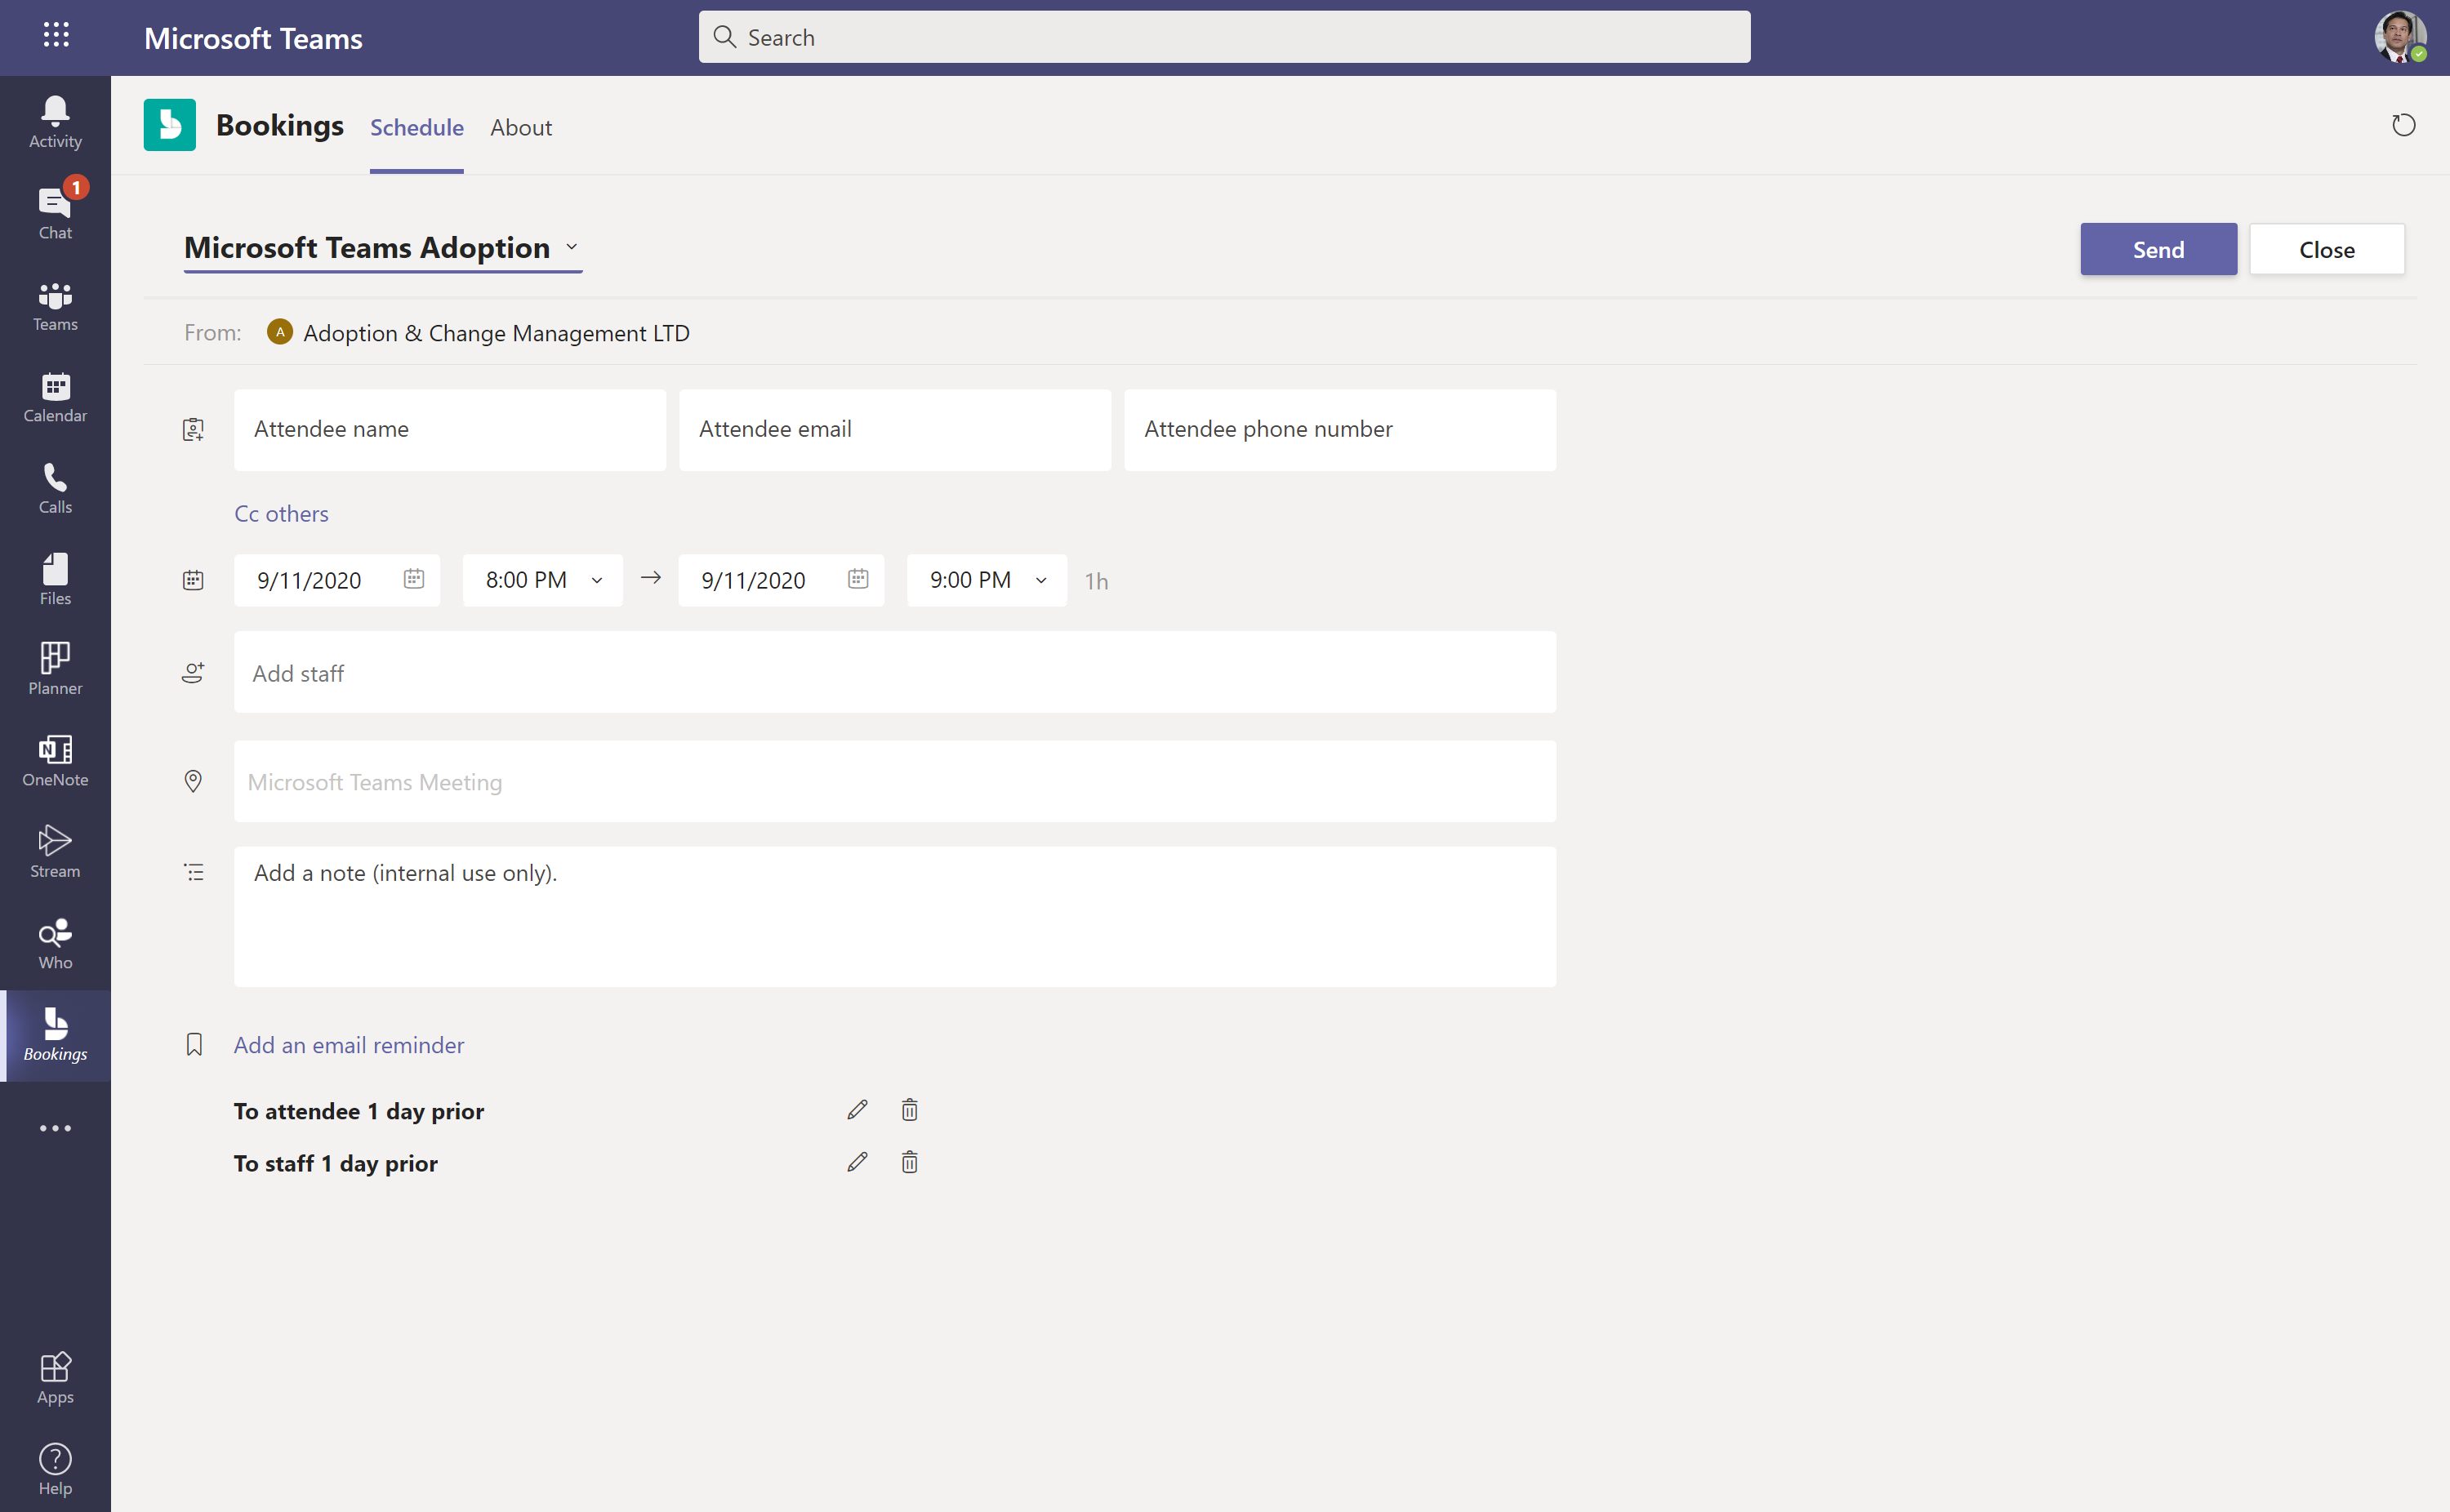 Microsoft Teams
Search
Activity
1
Chat
Teams
Calendar
Calls
Files
Planner
N
OneNote
Stream
Who
Bookings
Apps
?
Help
Bookings Schedule About
Microsoft Teams Adoption
Send Close
From: A Adoption & Change Management LTD
Attendee name Attendee email Attendee phone number
Cc others
9/11/2020 8:00 PM → 9/11/2020 9:00 PM 1h
Add staff
Microsoft Teams Meeting
Add a note (internal use only).
Add an email reminder
To attendee 1 day prior
To staff 1 day prior